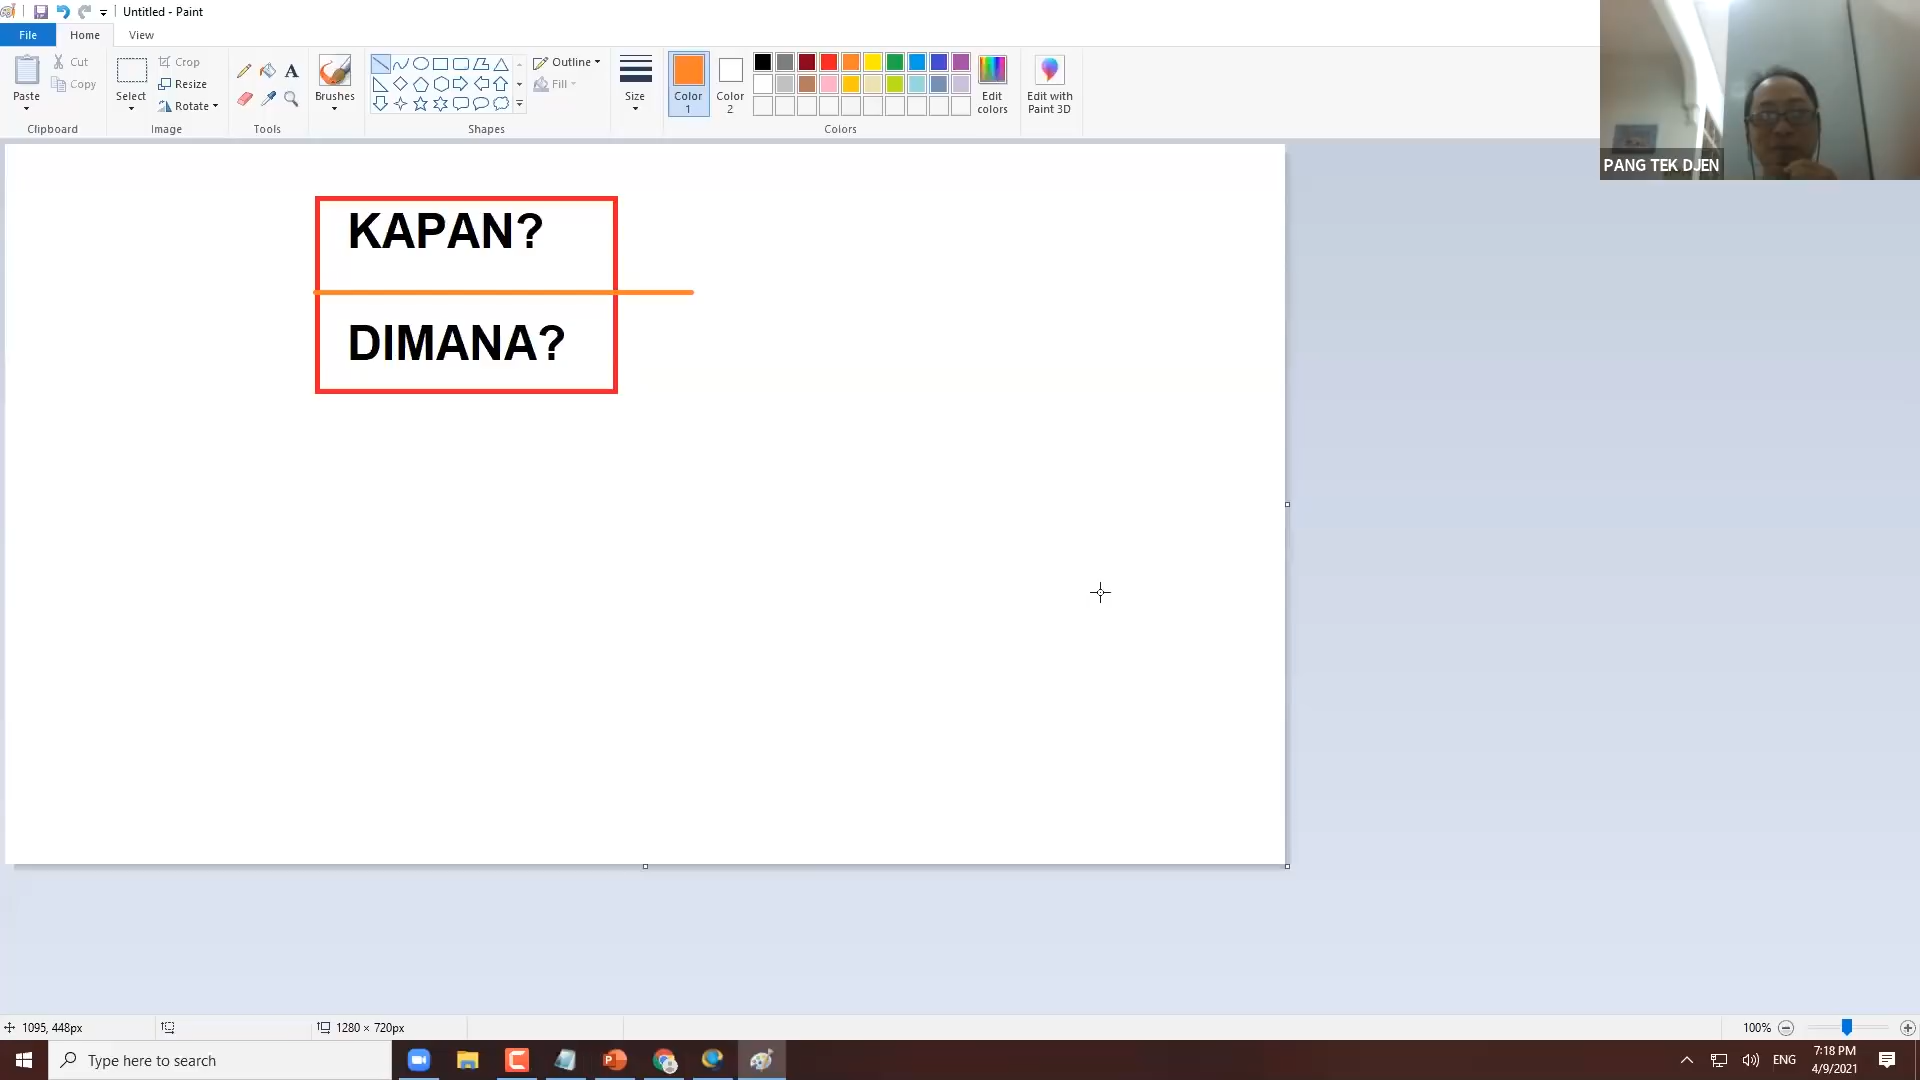 Untitled - Paint
File Home View
Paste
Cut
Copy
Clipboard
Select
Crop
Resize
Rotate
Image
A
Tools
Brushes
Shapes
Outline
Fill
Size
Color 1
Color 2
Edit colors
Colors
Edit with Paint 3D
PANG TEK DJEN
KAPAN?
DIMANA?
1095, 448px
1280 × 720px
100%
Type here to search
ENG
7:18 PM
4/9/2021